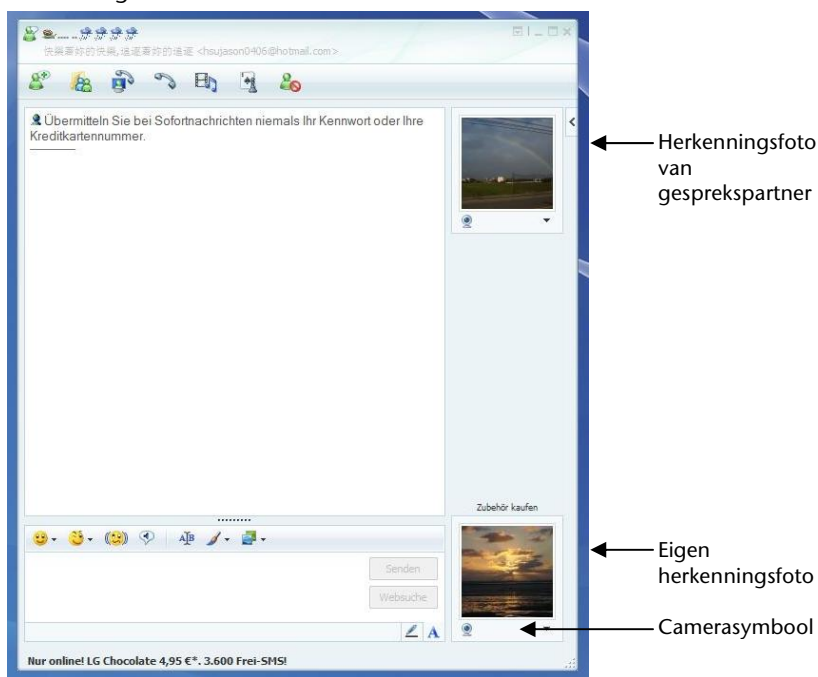 快樂著妳的快樂,追逐著妳的追逐 <hsujason0406@hotmail.com>
Übermitteln Sie bei Sofortnachrichten niemals Ihr Kennwort oder Ihre
Kreditkartennummer.
Herkenningsfoto
van
gesprekspartner
Zubehör kaufen
Senden
Websuche
Eigen
herkenningsfoto
Camerasymbool
Nur online! LG Chocolate 4,95 €*. 3.600 Frei-SMS!